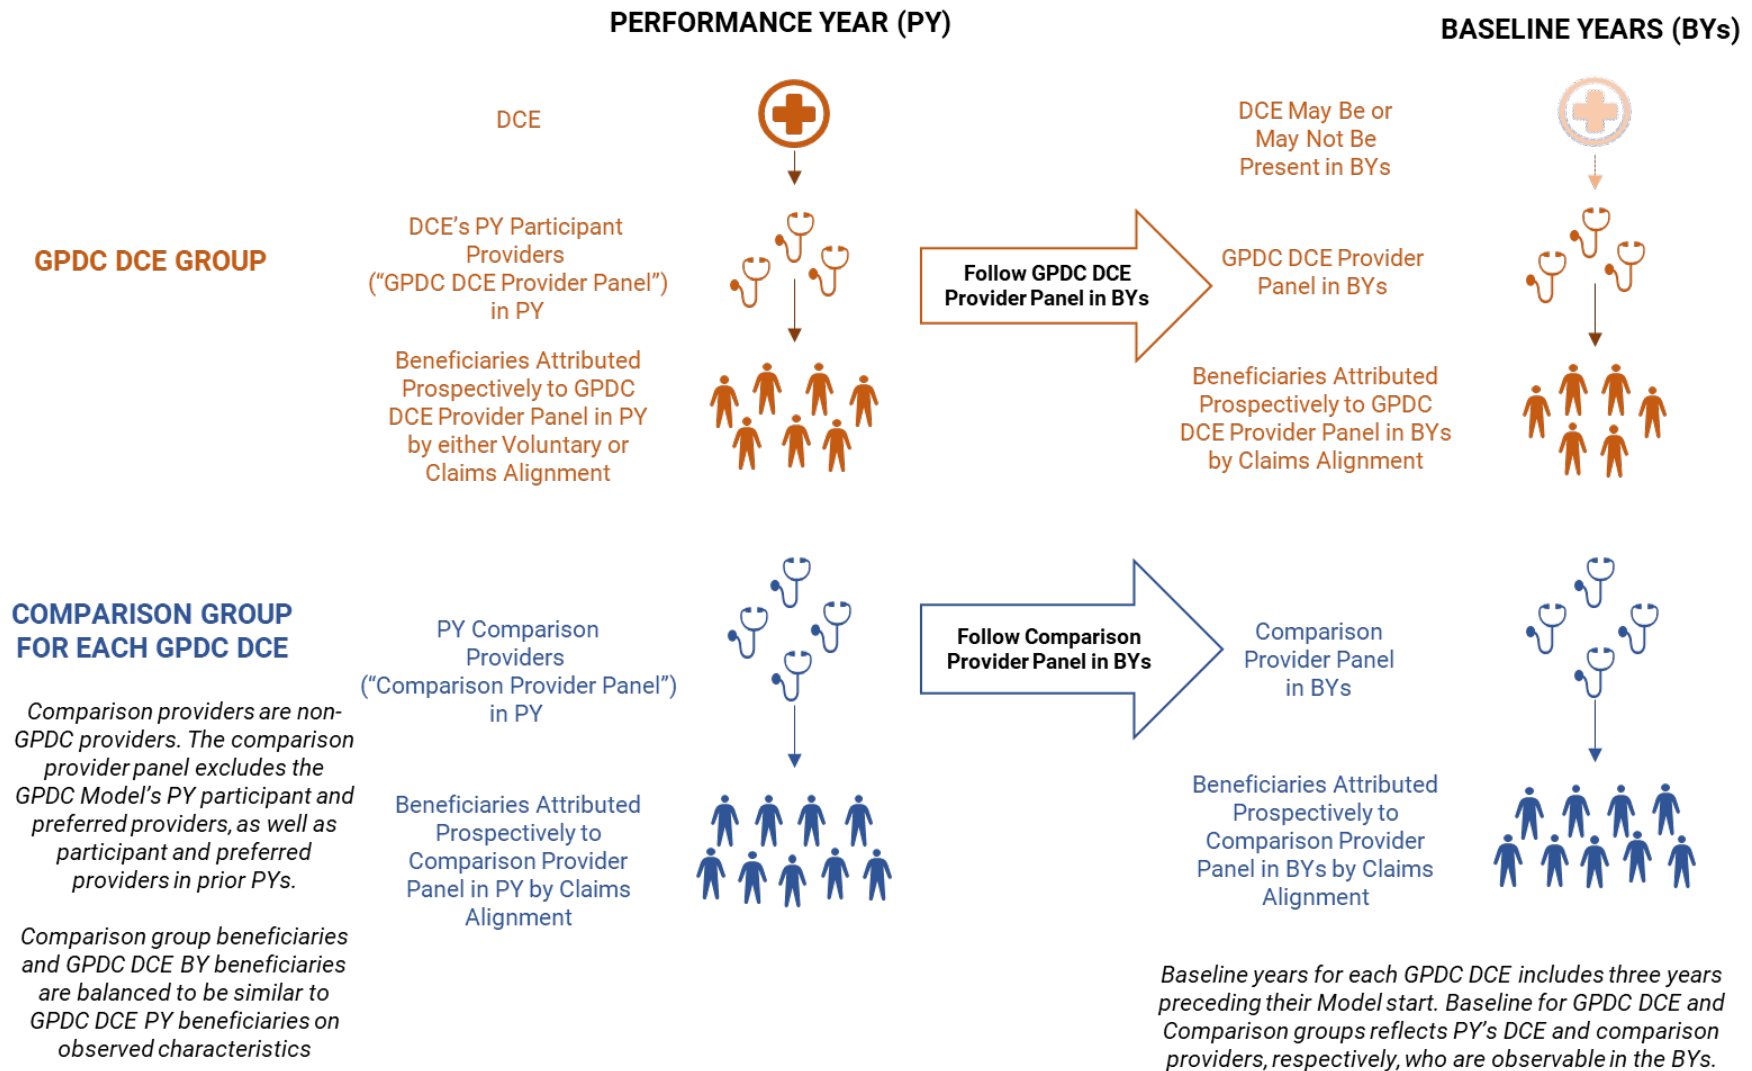 PERFORMANCE YEAR (PY)
BASELINE YEARS (BYs)
DCE
DCE May Be or
May Not Be
Present in BYs
GPDC DCE GROUP
DCE's PY Participant
Providers
(“GPDC DCE Provider Panel”)
in PY
Follow GPDC DCE
Provider Panel in BYs
GPDC DCE Provider
Panel in BYs
Beneficiaries Attributed
Prospectively to GPDC
DCE Provider Panel in PY
by either Voluntary or
Claims Alignment
Beneficiaries Attributed
Prospectively to GPDC
DCE Provider Panel in BYs
by Claims Alignment
COMPARISON GROUP
FOR EACH GPDC DCE
Comparison providers are non-
GPDC providers. The comparison
provider panel excludes the
GPDC Model's PY participant and
preferred providers, as well as
participant and preferred
providers in prior PYs.
Comparison group beneficiaries
and GPDC DCE BY beneficiaries
are balanced to be similar to
GPDC DCE PY beneficiaries on
observed characteristics
PY Comparison
Providers
(“Comparison Provider Panel”)
in PY
Follow Comparison
Provider Panel in BYs
Comparison
Provider Panel
in BYs
Beneficiaries Attributed
Prospectively to
Comparison Provider
Panel in PY by Claims
Alignment
Beneficiaries Attributed
Prospectively to
Comparison Provider
Panel in BYs by Claims
Alignment
Baseline years for each GPDC DCE includes three years
preceding their Model start. Baseline for GPDC DCE and
Comparison groups reflects PY's DCE and comparison
providers, respectively, who are observable in the BYs.